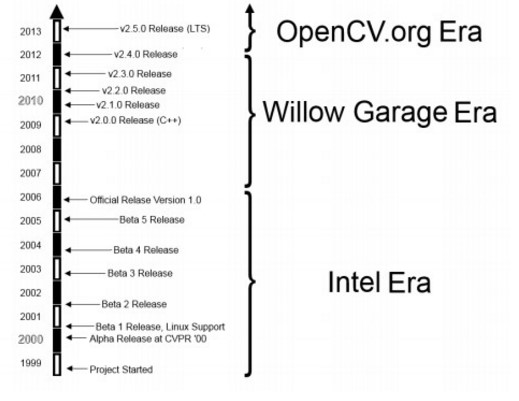 2013
v2.5.0 Release (LTS)
OpenCV.org Era
2012
v2.4.0 Release
2011
v2.3.0 Release
v2.2.0 Release
2010
v2.1.0 Release
Willow Garage Era
2009
v2.0.0 Release (C++)
2008
2007
2006
Official Relase Version 1.0
2005
Beta 5 Release
2004
Beta 4 Release
2003
Beta 3 Release
Intel Era
2002
Beta 2 Release
2001
Beta 1 Release, Linux Support
2000
Alpha Release at CVPR '00
1999
Project Started